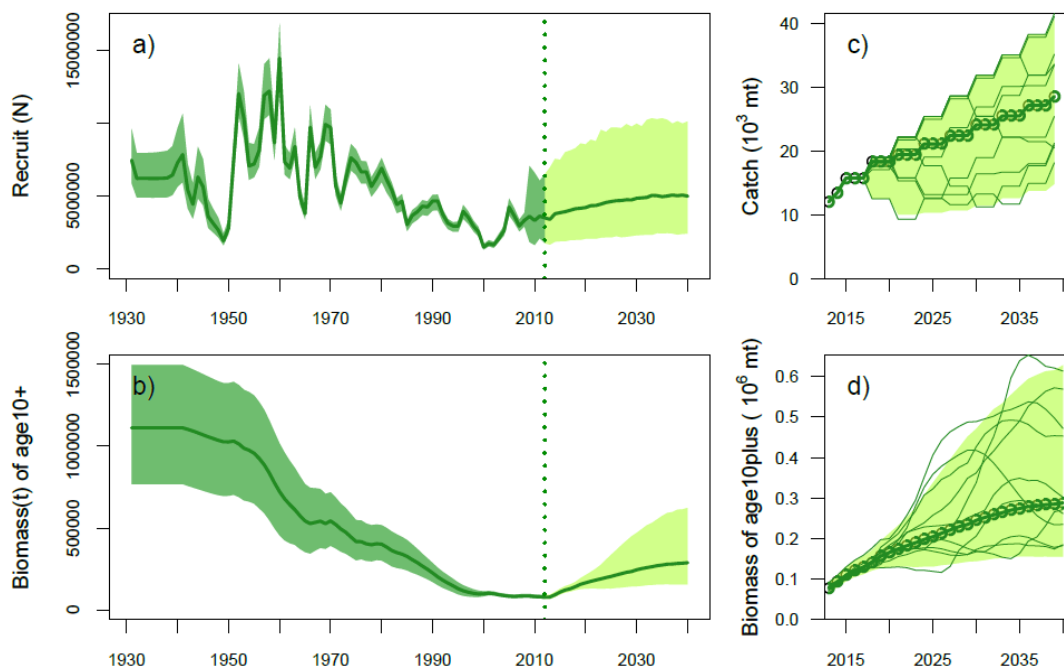 a)
Recruit (N)
0 5000000 15000000
1930 1950 1970 1990 2010 2030
b)
Biomass(t) of age10+
0 500000 1000000 1500000
1930 1950 1970 1990 2010 2030
c)
Catch (10³ mt)
0 10 20 30 40
2015 2025 2035
d)
Biomass of age10plus ( 10⁶ mt)
0.0 0.1 0.2 0.3 0.4 0.5 0.6
2015 2025 2035